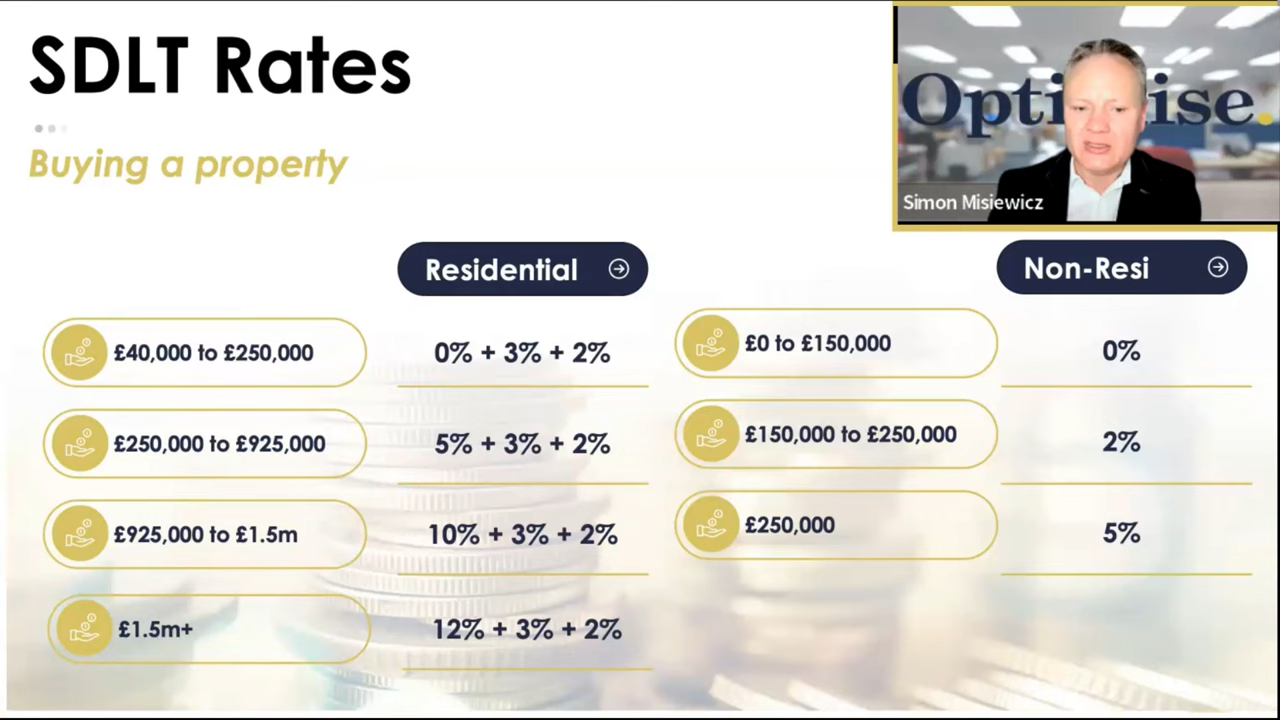 SDLT Rates
Buying a property
Simon Misiewicz
Residential
£40,000 to £250,000 0% + 3% + 2%
£250,000 to £925,000 5% + 3% + 2%
£925,000 to £1.5m 10% + 3% + 2%
£1.5m+ 12% + 3% + 2%
Non-Resi
£0 to £150,000 0%
£150,000 to £250,000 2%
£250,000 5%